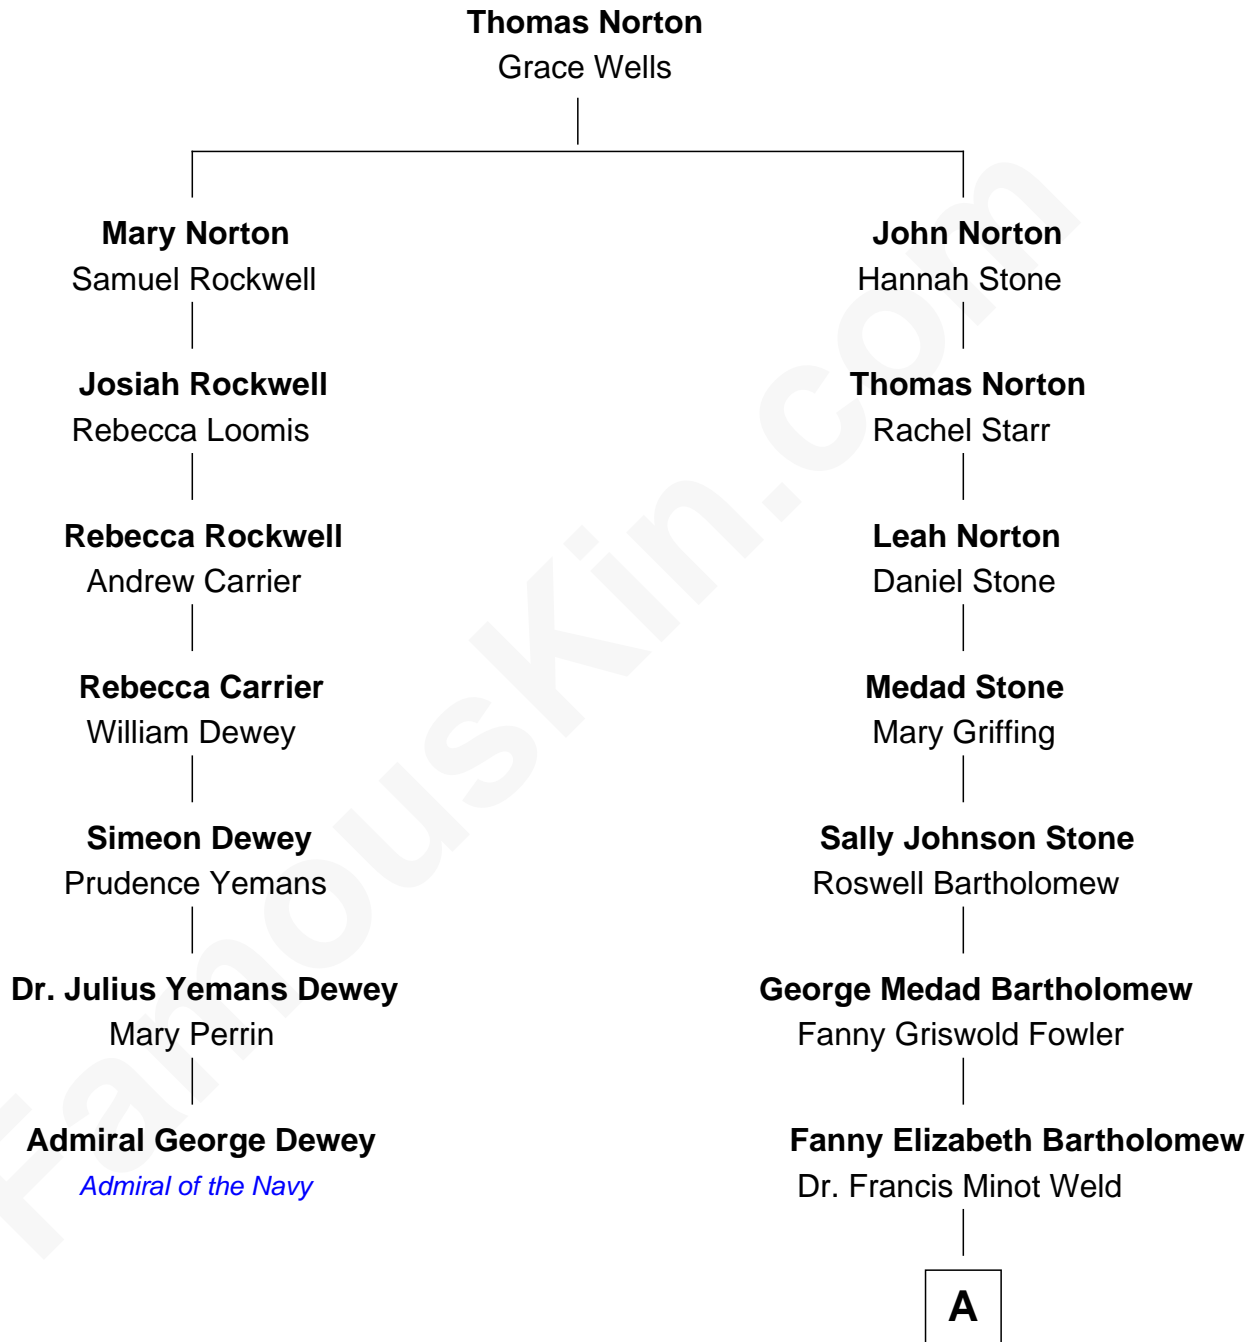 Thomas Norton
Grace Wells
Mary Norton
Samuel Rockwell
John Norton
Hannah Stone
Josiah Rockwell
Rebecca Loomis
Thomas Norton
Rachel Starr
Rebecca Rockwell
Andrew Carrier
Leah Norton
Daniel Stone
Rebecca Carrier
William Dewey
Medad Stone
Mary Griffing
Simeon Dewey
Prudence Yemans
Sally Johnson Stone
Roswell Bartholomew
Dr. Julius Yemans Dewey
Mary Perrin
George Medad Bartholomew
Fanny Griswold Fowler
Admiral George Dewey
Admiral of the Navy
Fanny Elizabeth Bartholomew
Dr. Francis Minot Weld
A
FamousKin.com